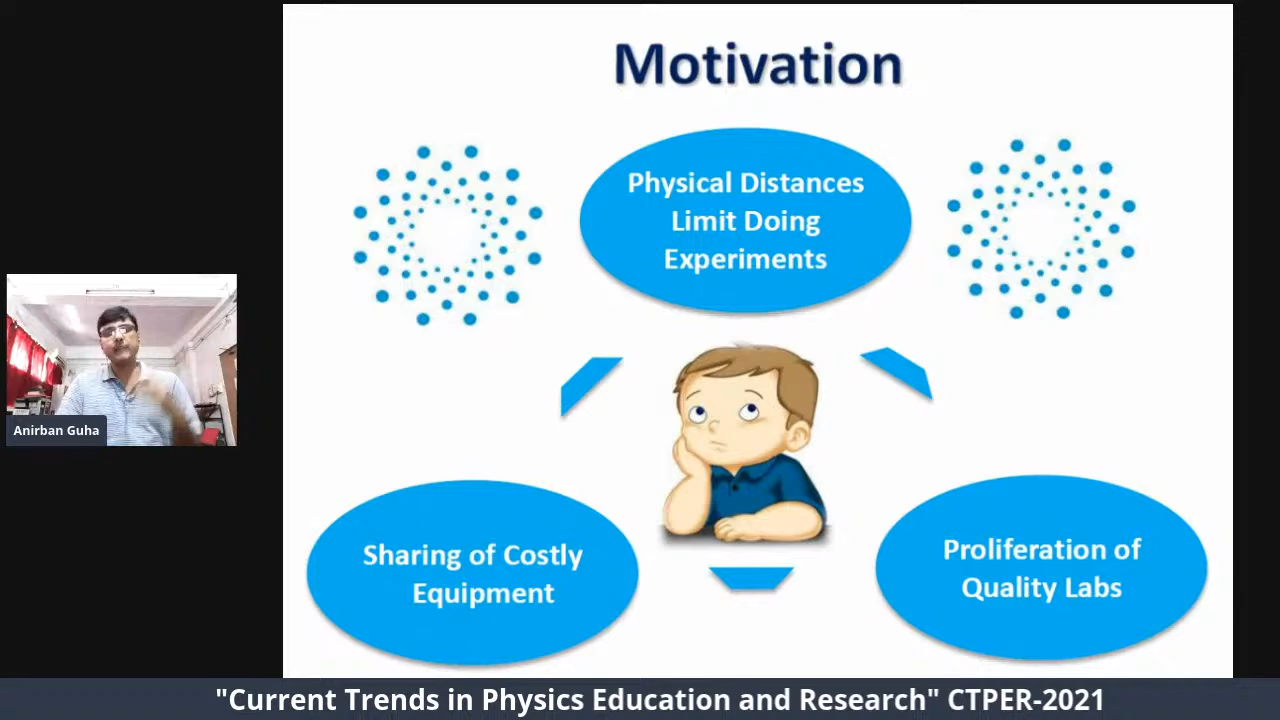 Motivation
Physical Distances
Limit Doing
Experiments
Anirban Guha
Sharing of Costly
Equipment
Proliferation of
Quality Labs
"Current Trends in Physics Education and Research" CTPER-2021